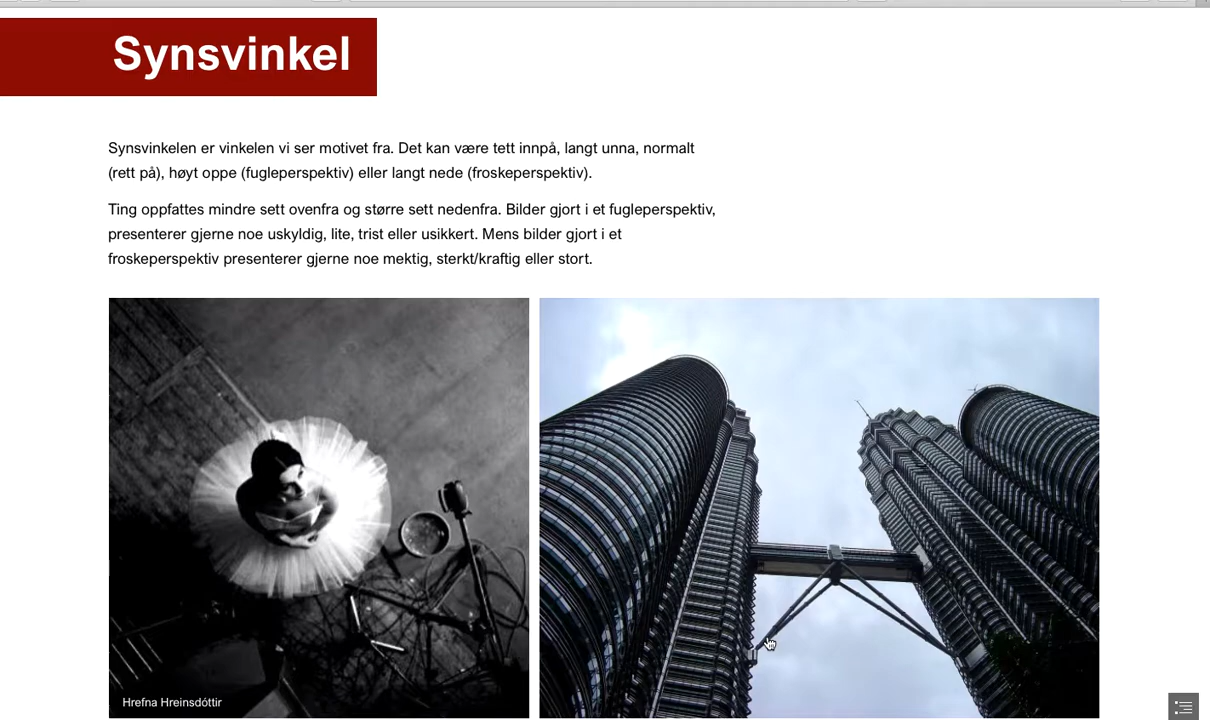 Synsvinkel
Synsvinkelen er vinkelen vi ser motivet fra. Det kan være tett innpå, langt unna, normalt
(rett på), høyt oppe (fugleperspektiv) eller langt nede (froskeperspektiv).
Ting oppfattes mindre sett ovenfra og større sett nedenfra. Bilder gjort i et fugleperspektiv,
presenterer gjerne noe uskyldig, lite, trist eller usikkert. Mens bilder gjort i et
froskeperspektiv presenterer gjerne noe mektig, sterkt/kraftig eller stort.
Hrefna Hreinsdóttir